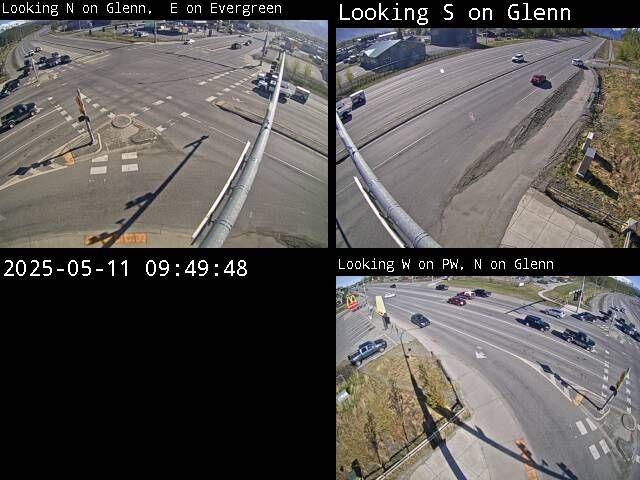 Looking N on Glenn,  E on Evergreen
Looking S on Glenn
2025-05-11 09:49:48
Looking W on PW, N on Glenn